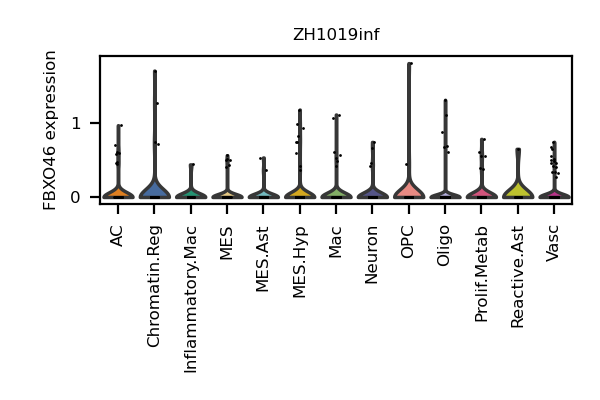 ZH1019inf
FBXO46 expression
1
0
AC
Chromatin.Reg
Inflammatory.Mac
MES
MES.Ast
MES.Hyp
Mac
Neuron
OPC
Oligo
Prolif.Metab
Reactive.Ast
Vasc